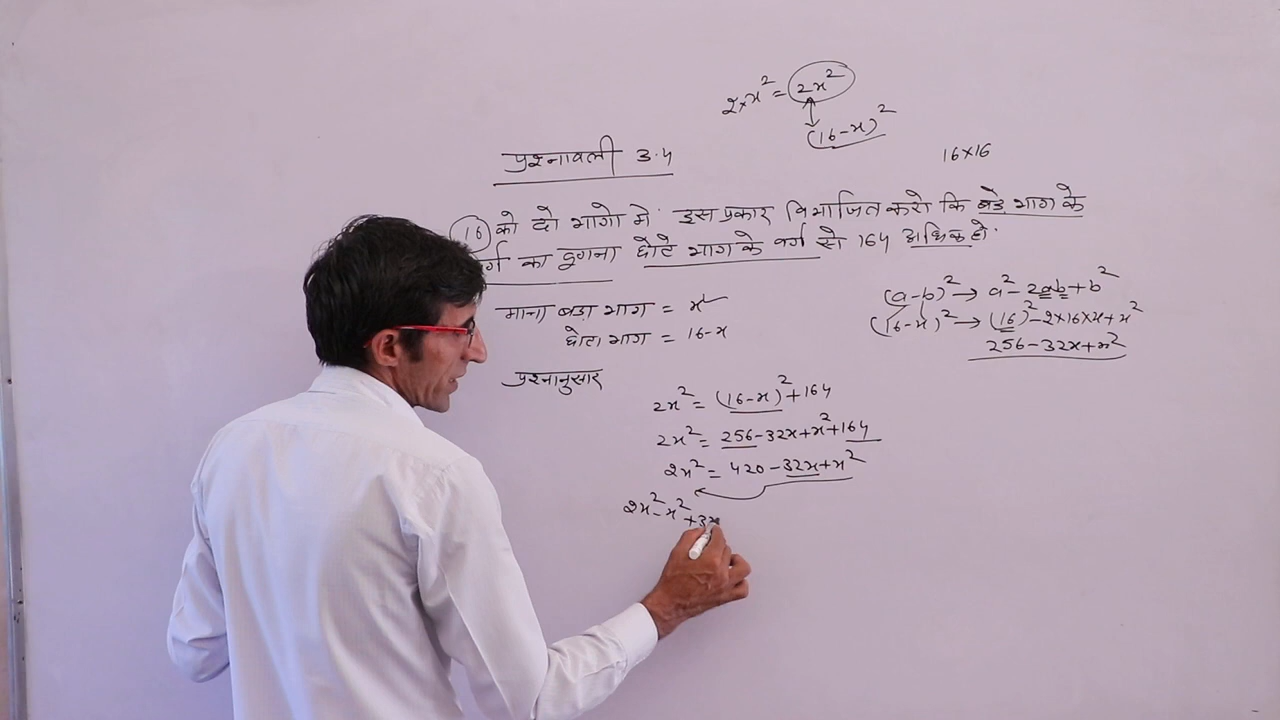 2×x² = 2x²
(16-x)²
प्रश्नावली 3.4
16×16
16 को दो भागो मे इस प्रकार विभाजित करो कि बडे भाग के
र्ग का दुगना छोटे भाग के वर्ग से 164 अधिक हो.
माना बडा भाग = x
छोटा भाग = 16-x
(a-b)² → a² - 2ab + b²
(16-x)² → (16)² - 2×16×x + x²
256 - 32x + x²
प्रश्नानुसार
2x² = (16-x)² + 164
2x² = 256 - 32x + x² + 164
2x² = 420 - 32x + x²
2x² - x² + 3